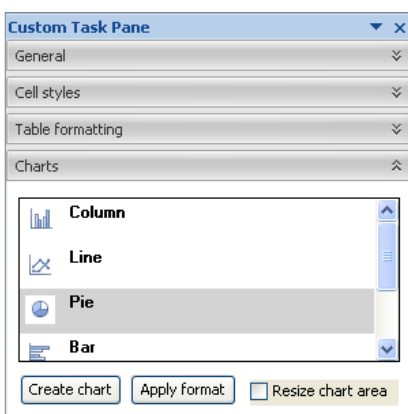 Custom Task Pane
General
Cell styles
Table formatting
Charts
Column
Line
Pie
Bar
Create chart Apply format Resize chart area